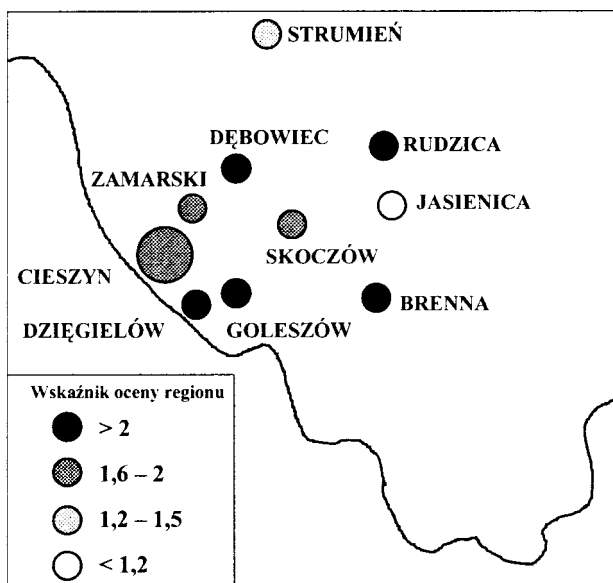 STRUMIEŃ
DĘBOWIEC
RUDZICA
ZAMARSKI
JASIENICA
SKOCZÓW
CIESZYN
BRENNA
DZIĘGIELÓW
GOLESZÓW
Wskaźnik oceny regionu
> 2
1,6 – 2
1,2 – 1,5
< 1,2